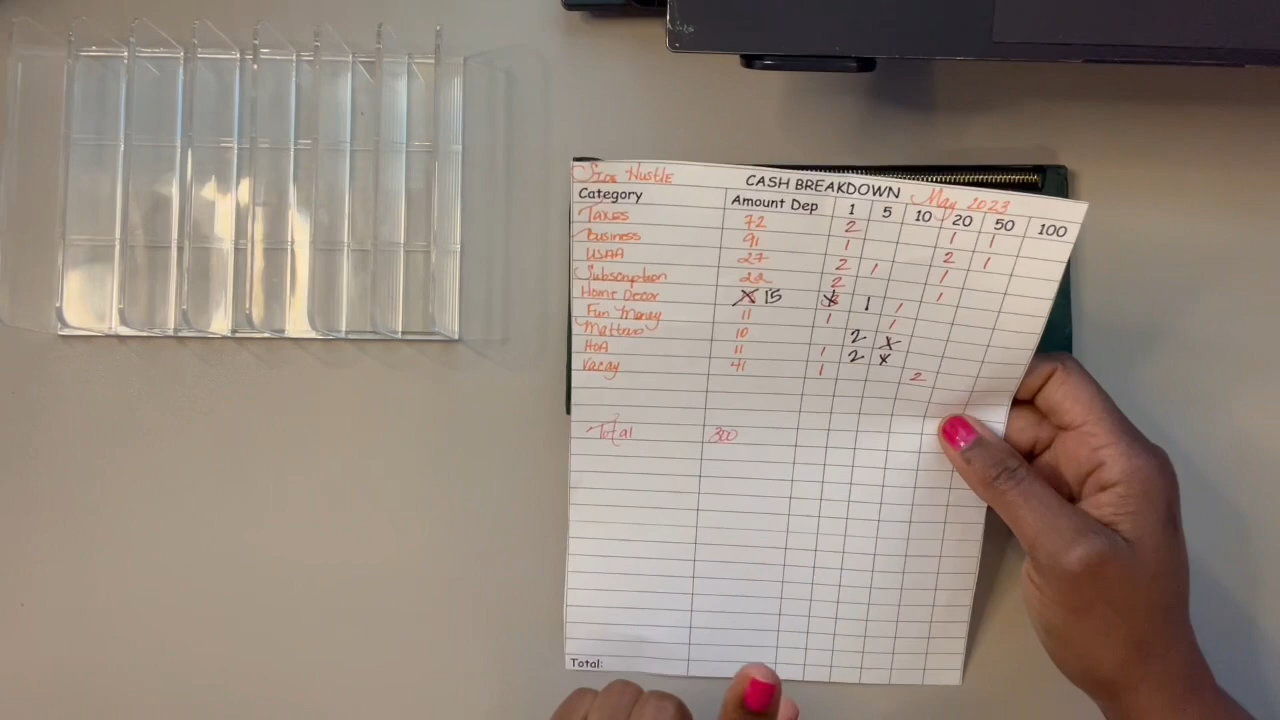 Side Hustle CASH BREAKDOWN May 2023
Category Amount Dep 1 5 10 20 50 100
Taxes 72 2 1 1
Business 91 1 2 1
USAA 27 2 1 1
Subscription 22 2 1
Home Decor 15 1 1
Fun Money 11 1 1
Mattress 10 2
HOA 11 1 2
Vacay 41 1 2
Total 300
Total: